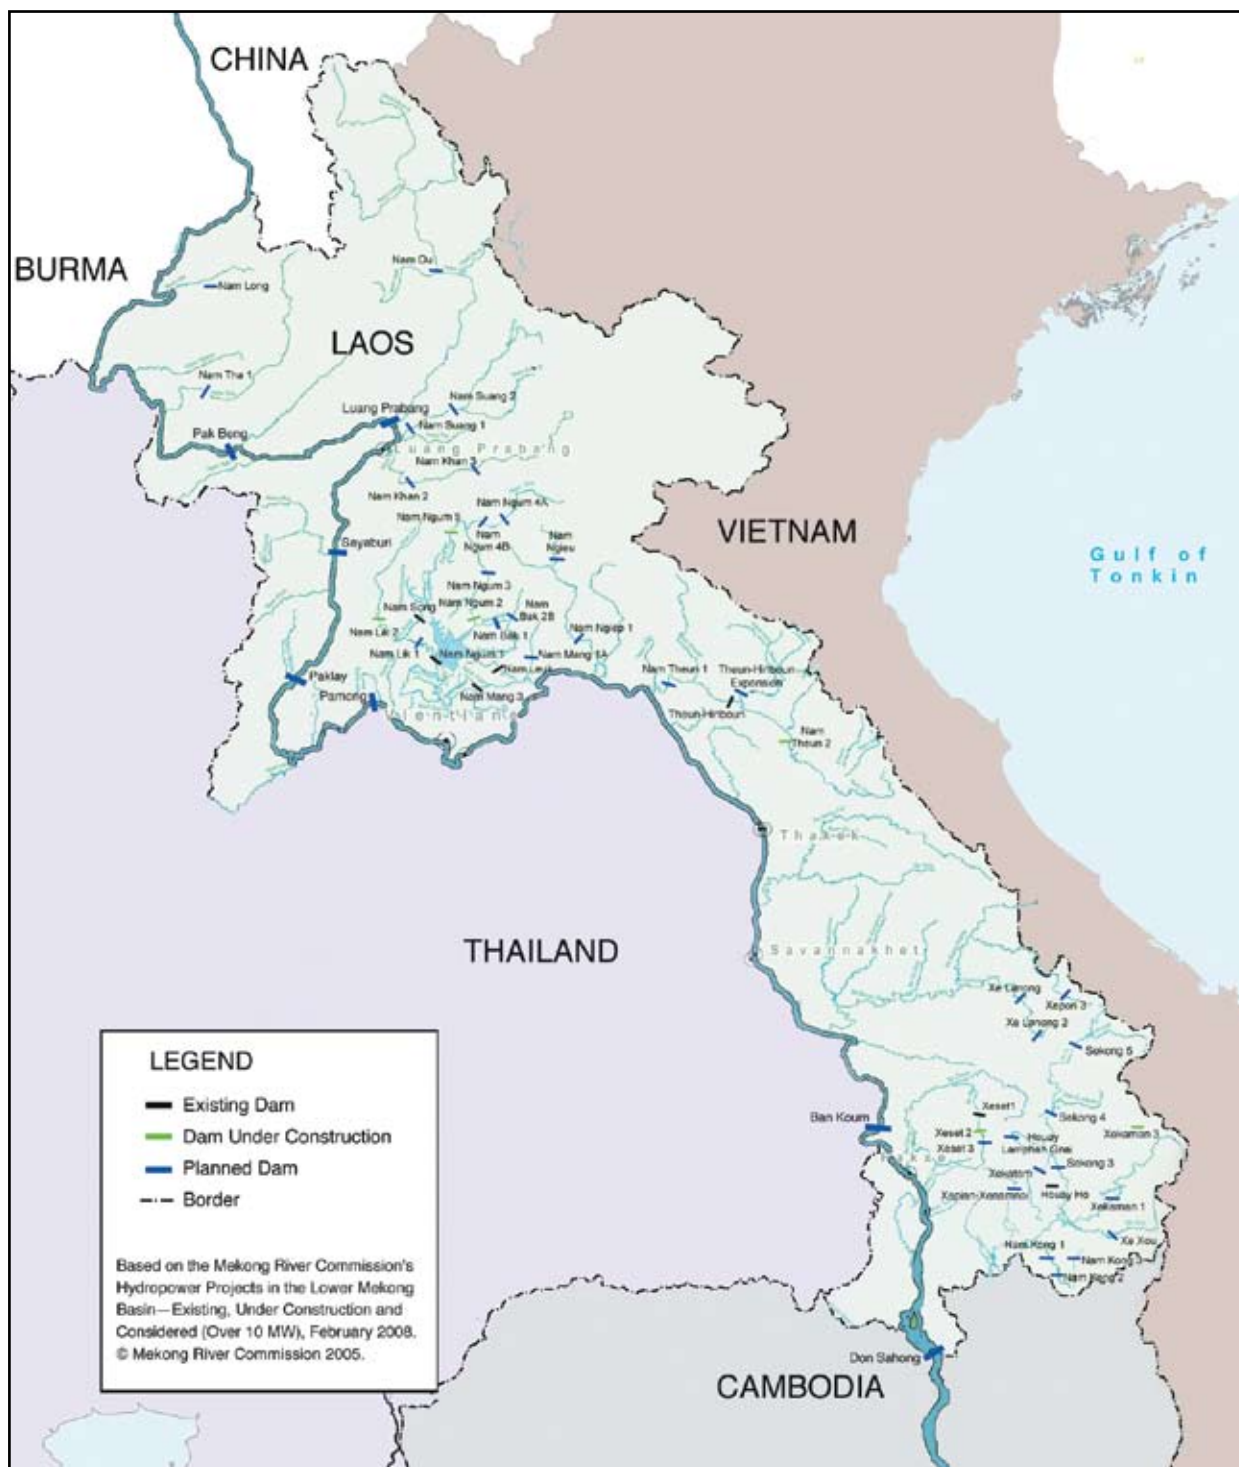 CHINA
BURMA
Nam Ou
Nam Long
LAOS
Nam Tha 1
Nam Suang 2
Luang Prabang
Nam Suang 1
Pak Beng
Luang Prabang
Nam Khan 3
Nam Khan 2
Nam Ngum 4A
Nam Ngum 5
Nam
Ngum 4B
Nam
Ngieu
VIETNAM
Sayaburi
Gulf of
Tonkin
Nam Ngum 3
Nam Song
Nam Ngum 2
Nam
Bak 2B
Nam Lik 2
Nam Bak 1
Nam Ngiep 1
Nam Lik 1
Nam Ngum 1
Nam Mang 1A
Nam Leuk
Nam Theun 1
Theun-Hinboun
Expansion
Paklay
Pamong
Nam Mang 3
Vientiane
Theun-Hinboun
Nam
Theun 2
Thakek
THAILAND
Savannakhet
Xe Lanong
Xepon 3
Xe Lanong 2
Sekong 5
LEGEND
Existing Dam
Dam Under Construction
Planned Dam
Border
Ban Koum
Xeset1
Sekong 4
Xeset 2
Xekaman 3
Houay
Lamphan Gnai
Xeset 3
Pakse
Sekong 3
Xekatam
Xepian-Xenamnoi
Houay Ho
Xekaman 1
Xe Xou
Nam Kong 1
Nam Kong 3
Nam Kong 2
Based on the Mekong River Commission's
Hydropower Projects in the Lower Mekong
Basin—Existing, Under Construction and
Considered (Over 10 MW), February 2008.
© Mekong River Commission 2005.
Don Sahong
CAMBODIA